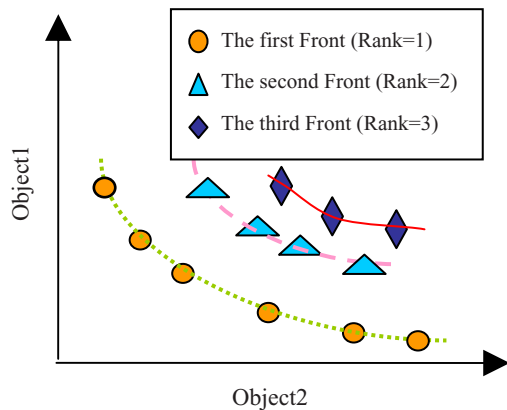 The first Front (Rank=1)
The second Front (Rank=2)
The third Front (Rank=3)
Object1
Object2